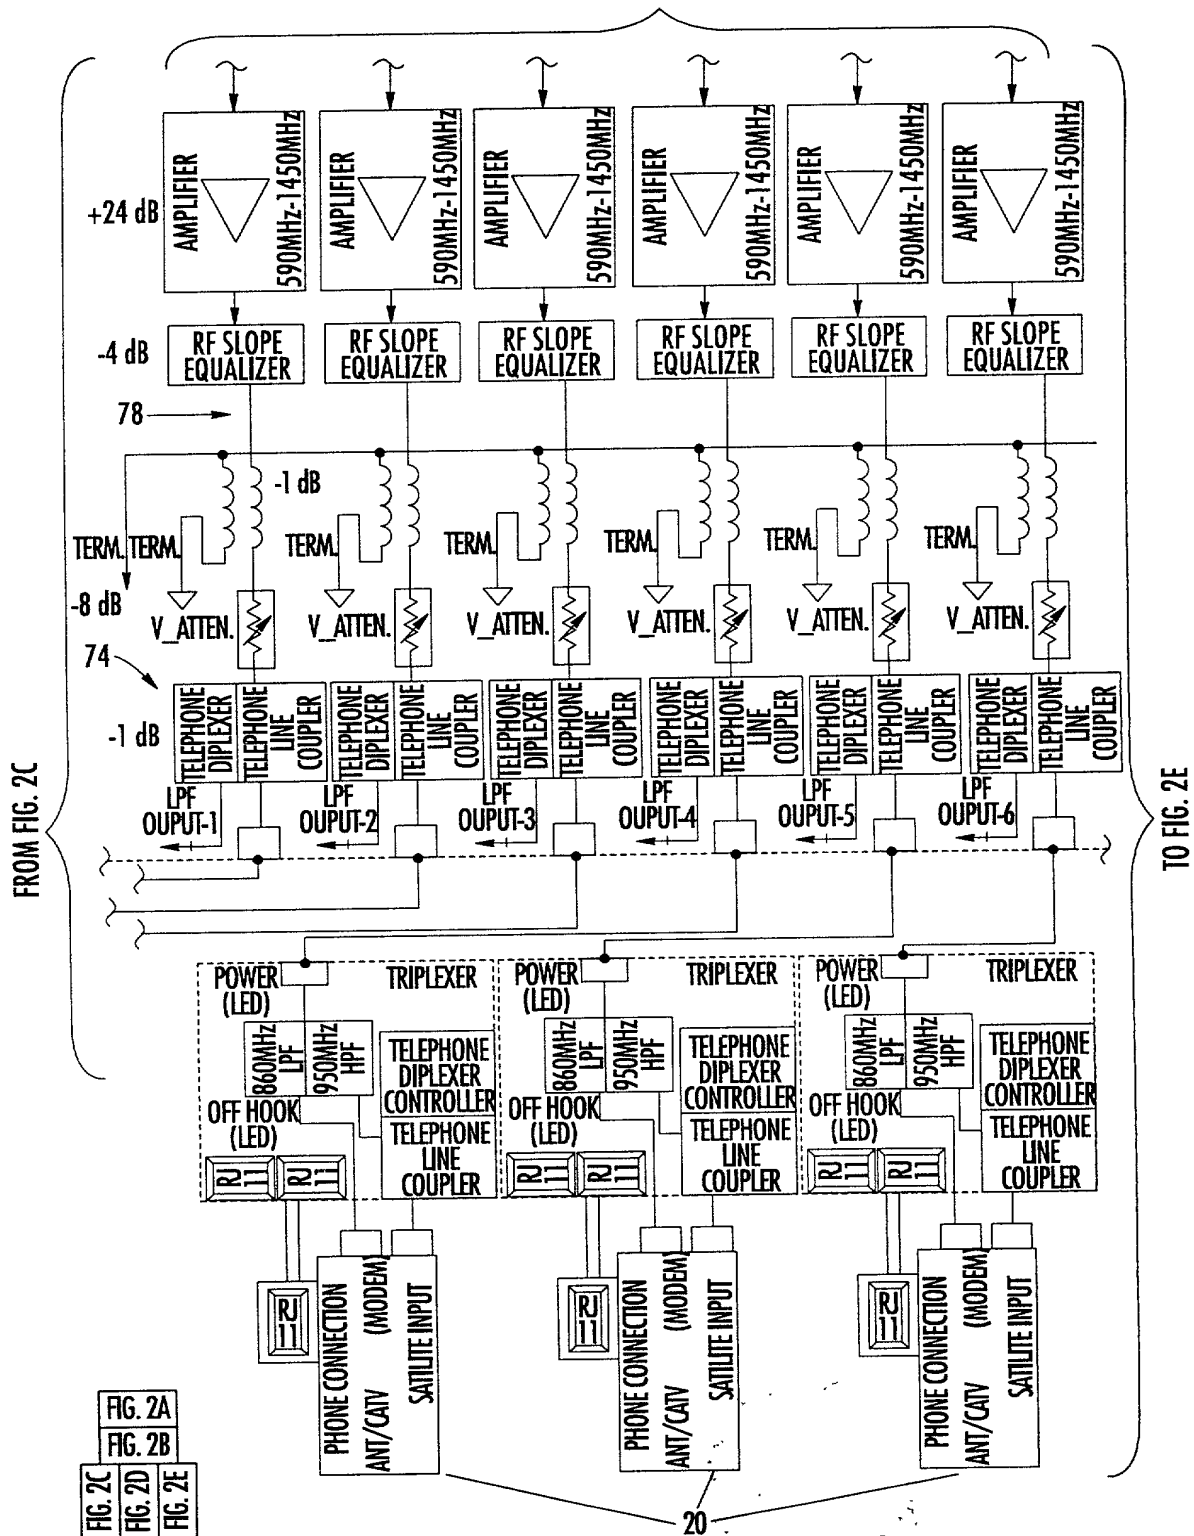 +24 dB
AMPLIFIER
590MHz-1450MHz
AMPLIFIER
590MHz-1450MHz
AMPLIFIER
590MHz-1450MHz
AMPLIFIER
590MHz-1450MHz
AMPLIFIER
590MHz-1450MHz
AMPLIFIER
590MHz-1450MHz
-4 dB
RF SLOPE
EQUALIZER
RF SLOPE
EQUALIZER
RF SLOPE
EQUALIZER
RF SLOPE
EQUALIZER
RF SLOPE
EQUALIZER
RF SLOPE
EQUALIZER
78
-1 dB
TERM.
TERM.
TERM.
TERM.
TERM.
TERM.
TERM.
-8 dB
V_ATTEN.
V_ATTEN.
V_ATTEN.
V_ATTEN.
V_ATTEN.
V_ATTEN.
74
-1 dB
TELEPHONE
DIPLEXER
TELEPHONE
LINE
COUPLER
TELEPHONE
DIPLEXER
TELEPHONE
LINE
COUPLER
TELEPHONE
DIPLEXER
TELEPHONE
LINE
COUPLER
TELEPHONE
DIPLEXER
TELEPHONE
LINE
COUPLER
TELEPHONE
DIPLEXER
TELEPHONE
LINE
COUPLER
TELEPHONE
DIPLEXER
TELEPHONE
LINE
COUPLER
LPF
OUPUT-1
LPF
OUPUT-2
LPF
OUPUT-3
LPF
OUPUT-4
LPF
OUPUT-5
LPF
OUPUT-6
FROM FIG. 2C
TO FIG. 2E
POWER
(LED)
TRIPLEXER
860MHz
LPF
950MHz
HPF
TELEPHONE
DIPLEXER
CONTROLLER
OFF HOOK
(LED)
TELEPHONE
LINE
COUPLER
RJ
11
RJ
11
POWER
(LED)
TRIPLEXER
860MHz
LPF
950MHz
HPF
TELEPHONE
DIPLEXER
CONTROLLER
OFF HOOK
(LED)
TELEPHONE
LINE
COUPLER
RJ
11
RJ
11
POWER
(LED)
TRIPLEXER
860MHz
LPF
950MHz
HPF
TELEPHONE
DIPLEXER
CONTROLLER
OFF HOOK
(LED)
TELEPHONE
LINE
COUPLER
RJ
11
RJ
11
RJ
11
PHONE CONNECTION
ANT/CATV (MODEM)
SATILITE INPUT
RJ
11
PHONE CONNECTION
ANT/CATV (MODEM)
SATILITE INPUT
RJ
11
PHONE CONNECTION
ANT/CATV (MODEM)
SATILITE INPUT
20
FIG. 2A
FIG. 2B
FIG. 2C
FIG. 2D
FIG. 2E